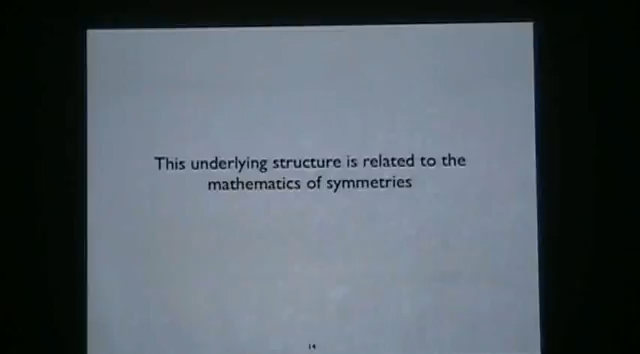 This underlying structure is related to the
mathematics of symmetries
14